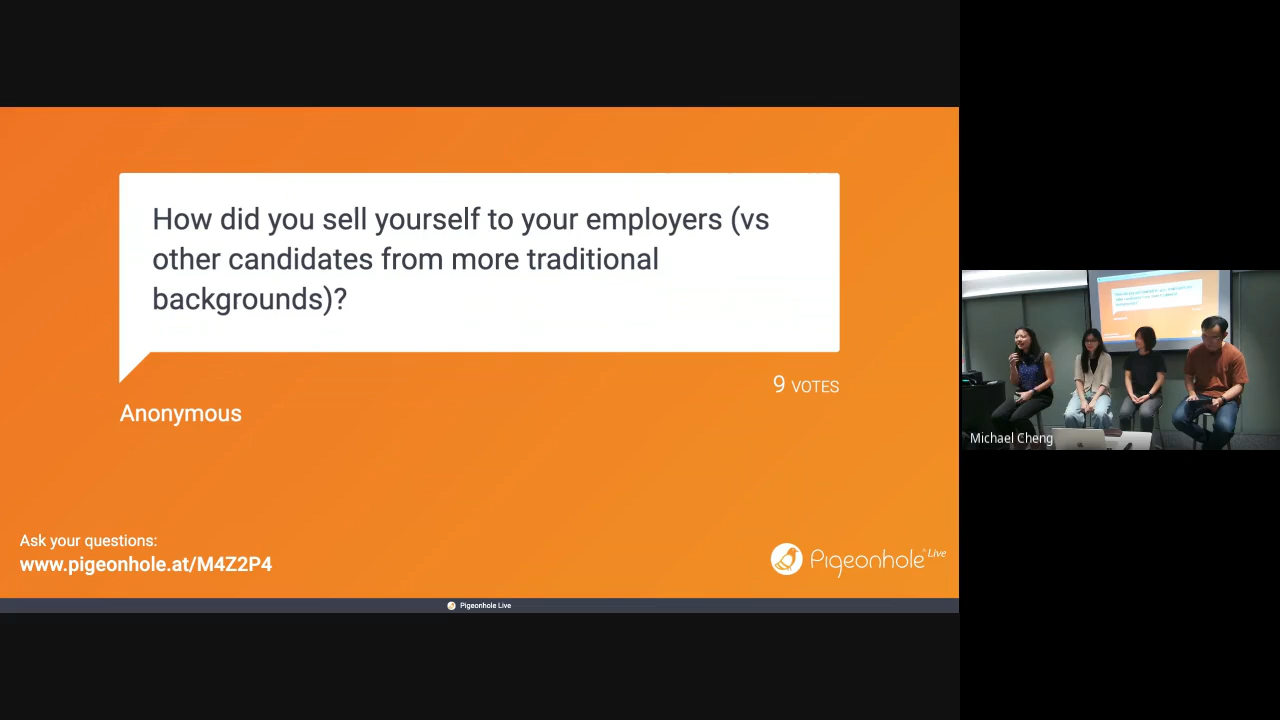 How did you sell yourself to your employers (vs
other candidates from more traditional
backgrounds)?
9 VOTES
Anonymous
Ask your questions:
www.pigeonhole.at/M4Z2P4
Pigeonhole Live
Pigeonhole Live
Michael Cheng